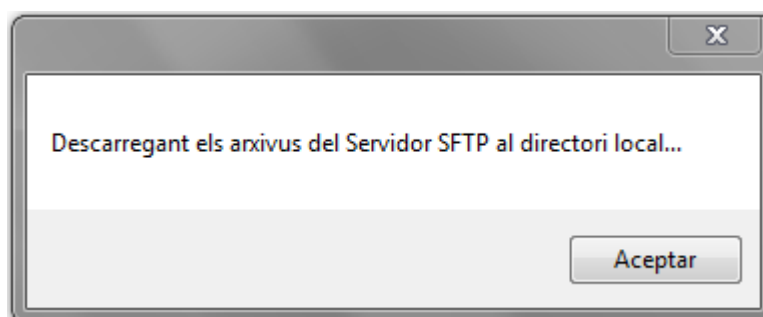 Descarregant els arxivus del Servidor SFTP al directori local...
Aceptar